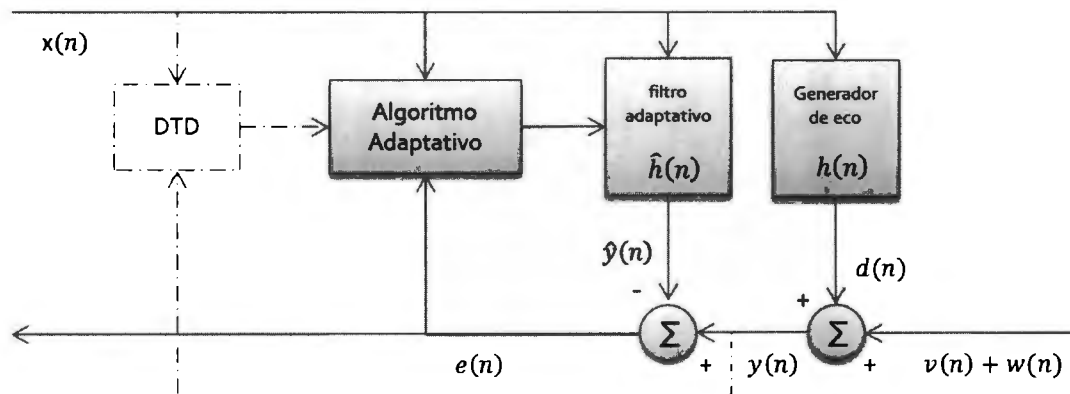 x(n)
DTD
Algoritmo
Adaptativo
filtro
adaptativo
ĥ(n)
Generador
de eco
h(n)
ŷ(n)
d(n)
-
+
Σ
Σ
+
+
e(n)
y(n)
v(n) + w(n)